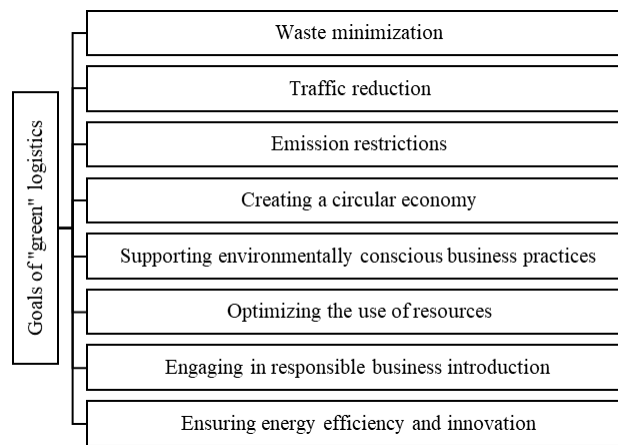 Goals of "green" logistics
Waste minimization
Traffic reduction
Emission restrictions
Creating a circular economy
Supporting environmentally conscious business practices
Optimizing the use of resources
Engaging in responsible business introduction
Ensuring energy efficiency and innovation